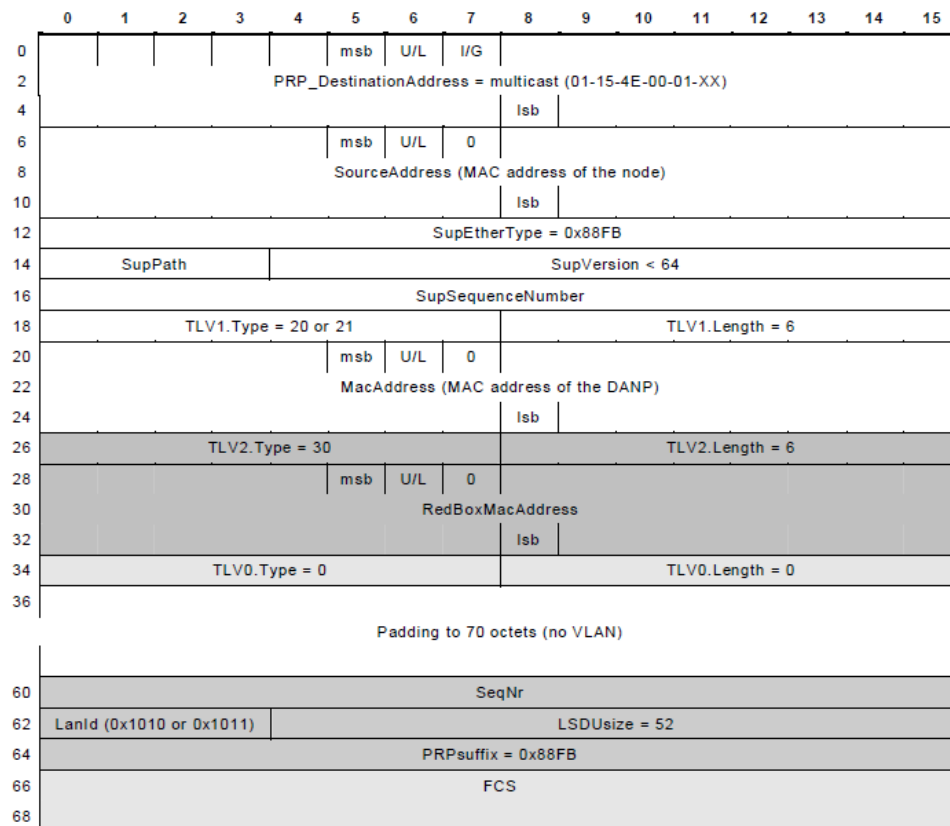 0 1 2 3 4 5 6 7 8 9 10 11 12 13 14 15
0 msb U/L I/G
2 PRP_DestinationAddress = multicast (01-15-4E-00-01-XX)
4 lsb
6 msb U/L 0
8 SourceAddress (MAC address of the node)
10 lsb
12 SupEtherType = 0x88FB
14 SupPath SupVersion < 64
16 SupSequenceNumber
18 TLV1.Type = 20 or 21 TLV1.Length = 6
20 msb U/L 0
22 MacAddress (MAC address of the DANP)
24 lsb
26 TLV2.Type = 30 TLV2.Length = 6
28 msb U/L 0
30 RedBoxMacAddress
32 lsb
34 TLV0.Type = 0 TLV0.Length = 0
36
Padding to 70 octets (no VLAN)
60 SeqNr
62 LanId (0x1010 or 0x1011) LSDUsize = 52
64 PRPsuffix = 0x88FB
66 FCS
68